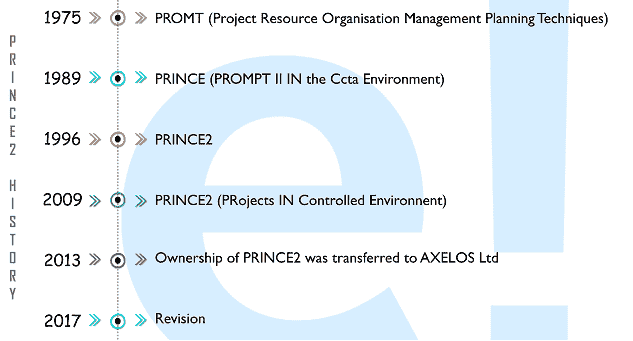 PRINCE2 HISTORY
1975 PROMT (Project Resource Organisation Management Planning Techniques)
1989 PRINCE (PROMPT II IN the Ccta Environment)
1996 PRINCE2
2009 PRINCE2 (PRojects IN Controlled Environnent)
2013 Ownership of PRINCE2 was transferred to AXELOS Ltd
2017 Revision
e!